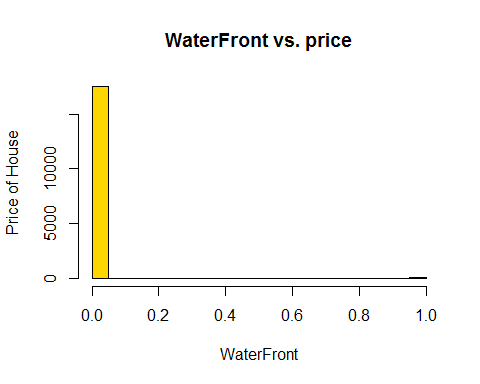 WaterFront vs. price
Price of House
10000
5000
0
0.0 0.2 0.4 0.6 0.8 1.0
WaterFront